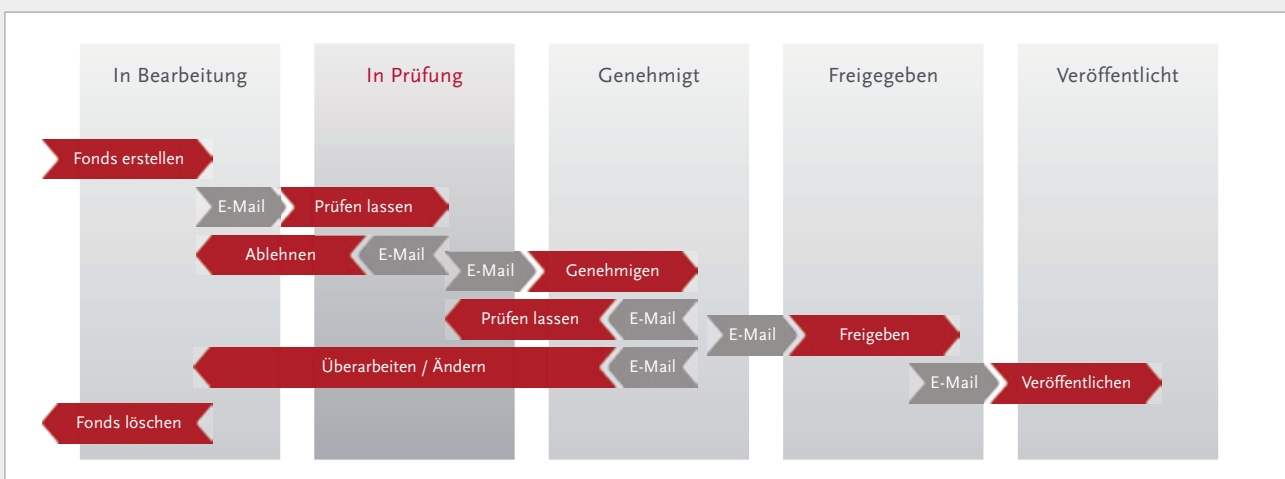 In Bearbeitung
In Prüfung
Genehmigt
Freigegeben
Veröffentlicht
Fonds erstellen
E-Mail
Prüfen lassen
Ablehnen
E-Mail
E-Mail
Genehmigen
Prüfen lassen
E-Mail
E-Mail
Freigeben
Überarbeiten / Ändern
E-Mail
E-Mail
Veröffentlichen
Fonds löschen